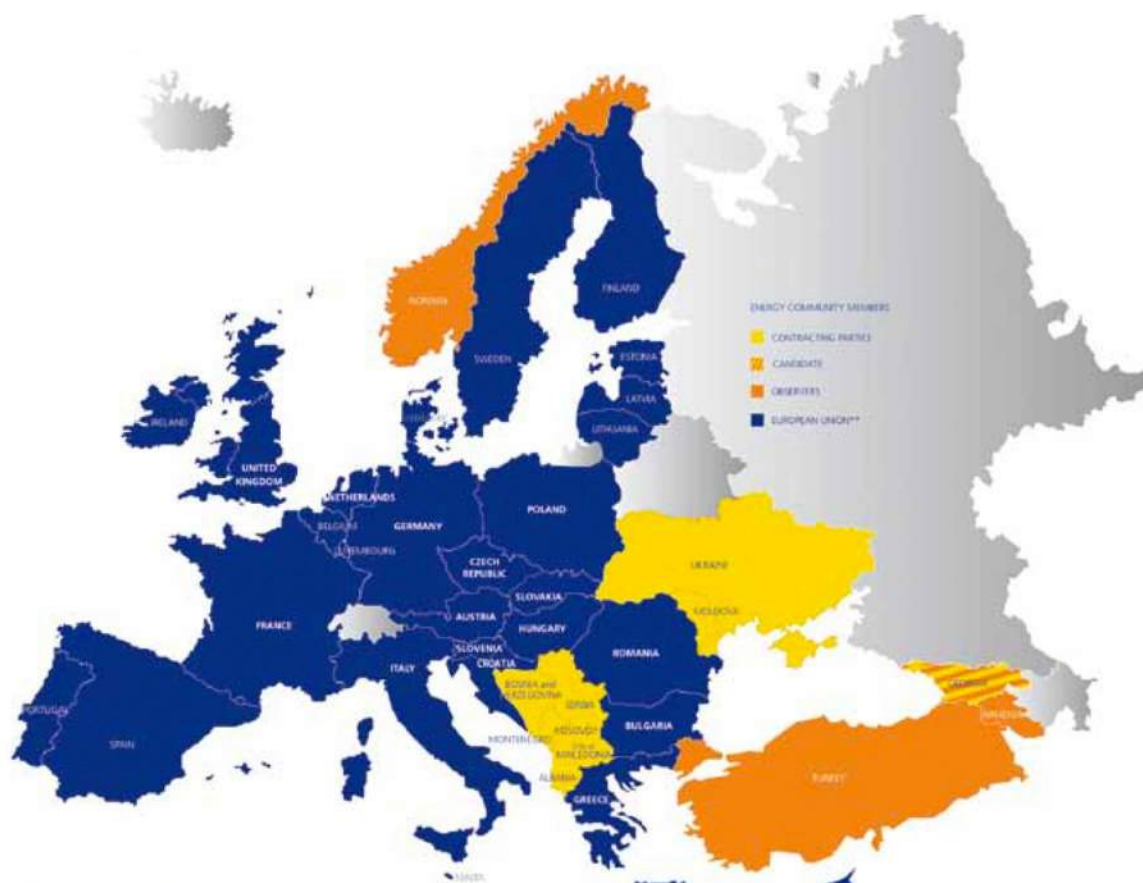 NORWAY
FINLAND
SWEDEN
ENERGY COMMUNITY MEMBERS
CONTRACTING PARTIES
CANDIDATE
OBSERVERS
EUROPEAN UNION**
ESTONIA
LATVIA
LITHUANIA
IRELAND
UNITED
KINGDOM
NETHERLANDS
BELGIUM
LUXEMBOURG
GERMANY
POLAND
CZECH
REPUBLIC
SLOVAKIA
UKRAINE
MOLDOVA
FRANCE
AUSTRIA
HUNGARY
SLOVENIA
CROATIA
ITALY
ROMANIA
BOSNIA and
HERZEGOVINA
SERBIA
PORTUGAL
SPAIN
MONTENEGRO
KOSOVO*
MACEDONIA
BULGARIA
ALBANIA
GREECE
TURKEY*
MALTA